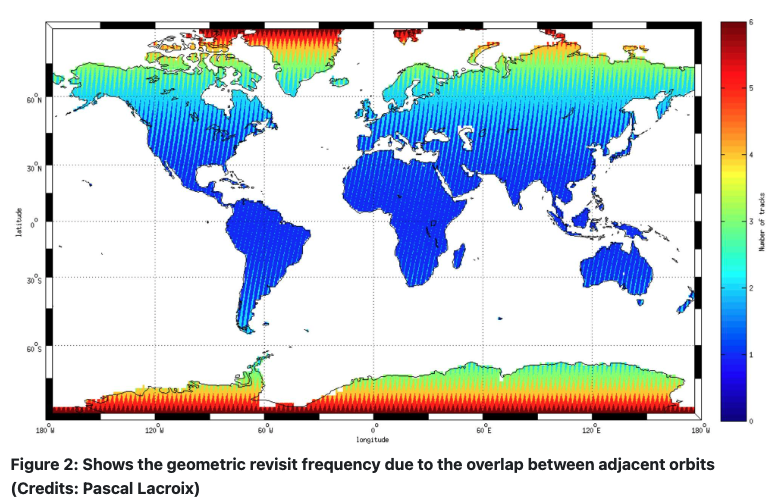 6
5
60°N
4
30°N
latitude
0°
3
Number of tracks
30°S
2
60°S
1
0
180°W 120°W 60°W 0° 60°E 120°E 180°W
longitude
Figure 2: Shows the geometric revisit frequency due to the overlap between adjacent orbits
(Credits: Pascal Lacroix)